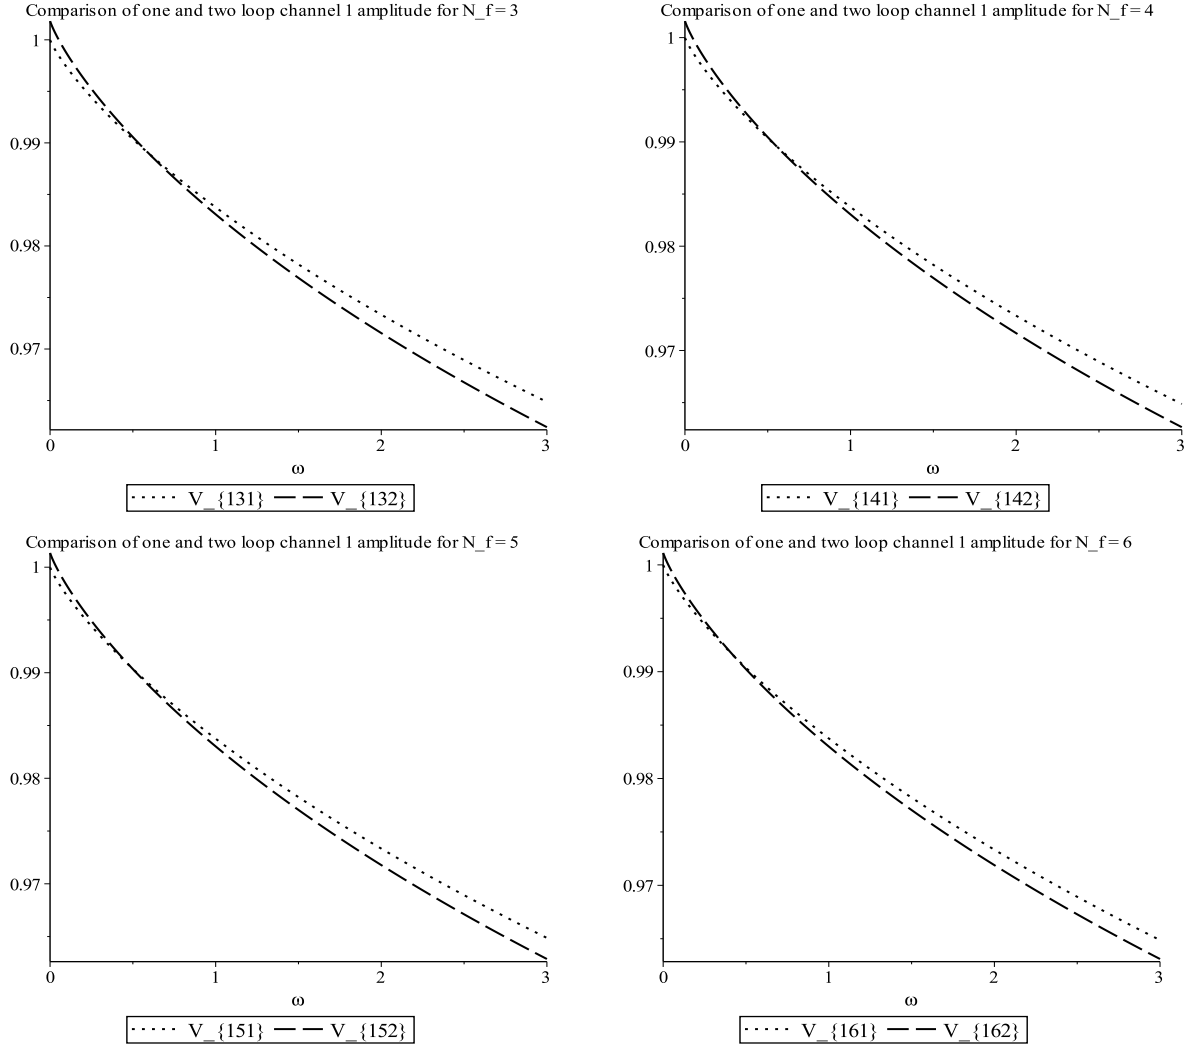 Comparison of one and two loop channel 1 amplitude for N_f = 3
1
0.99
0.98
0.97
0
1
2
3
ω
V_{131}
V_{132}
Comparison of one and two loop channel 1 amplitude for N_f = 4
1
0.99
0.98
0.97
0
1
2
3
ω
V_{141}
V_{142}
Comparison of one and two loop channel 1 amplitude for N_f = 5
1
0.99
0.98
0.97
0
1
2
3
ω
V_{151}
V_{152}
Comparison of one and two loop channel 1 amplitude for N_f = 6
1
0.99
0.98
0.97
0
1
2
3
ω
V_{161}
V_{162}